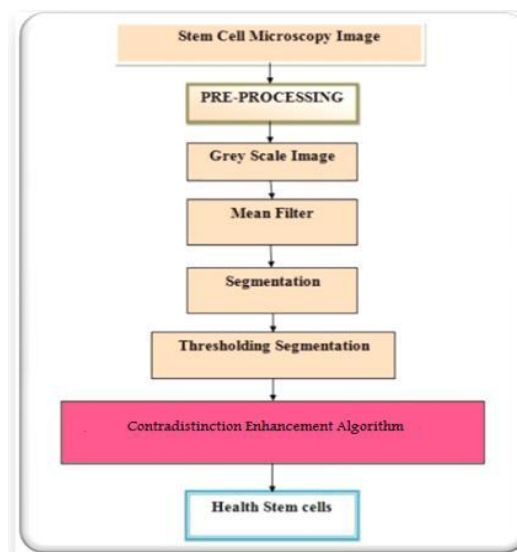 Stem Cell Microscopy Image
PRE-PROCESSING
Grey Scale Image
Mean Filter
Segmentation
Thresholding Segmentation
Contradistinction Enhancement Algorithm
Health Stem cells